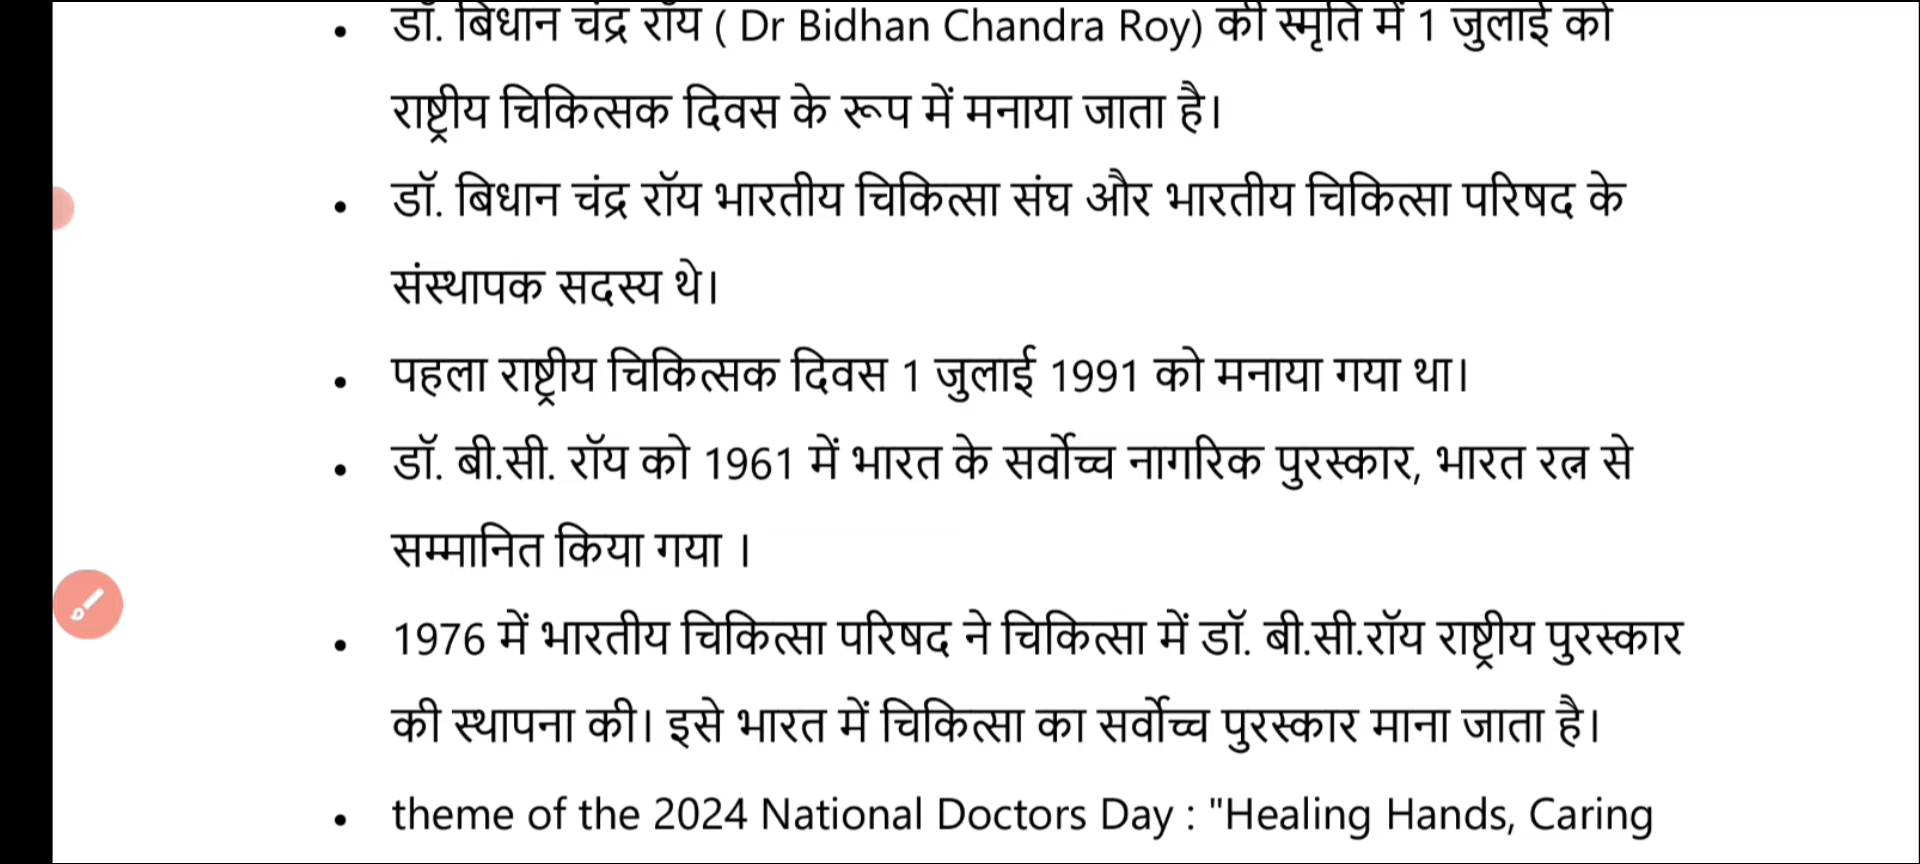 डॉ. बिधान चंद्र रॉय ( Dr Bidhan Chandra Roy) की स्मृति में 1 जुलाई को
राष्ट्रीय चिकित्सक दिवस के रूप में मनाया जाता है।
डॉ. बिधान चंद्र रॉय भारतीय चिकित्सा संघ और भारतीय चिकित्सा परिषद के
संस्थापक सदस्य थे।
पहला राष्ट्रीय चिकित्सक दिवस 1 जुलाई 1991 को मनाया गया था।
डॉ. बी.सी. रॉय को 1961 में भारत के सर्वोच्च नागरिक पुरस्कार, भारत रत्न से
सम्मानित किया गया ।
1976 में भारतीय चिकित्सा परिषद ने चिकित्सा में डॉ. बी.सी.रॉय राष्ट्रीय पुरस्कार
की स्थापना की। इसे भारत में चिकित्सा का सर्वोच्च पुरस्कार माना जाता है।
theme of the 2024 National Doctors Day : "Healing Hands, Caring